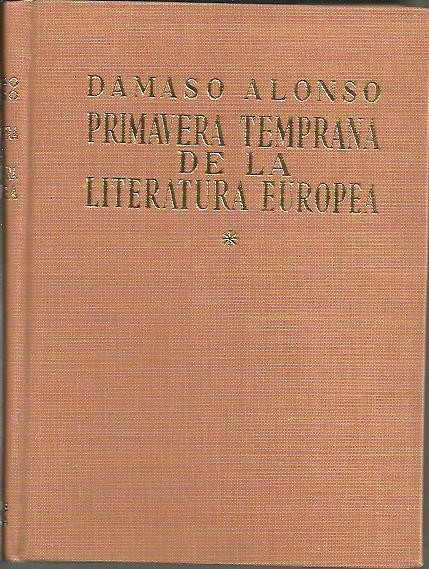 DAMASO ALONSO
PRIMAVERA TEMPRANA
DE LA
LITERATURA EUROPEA
*